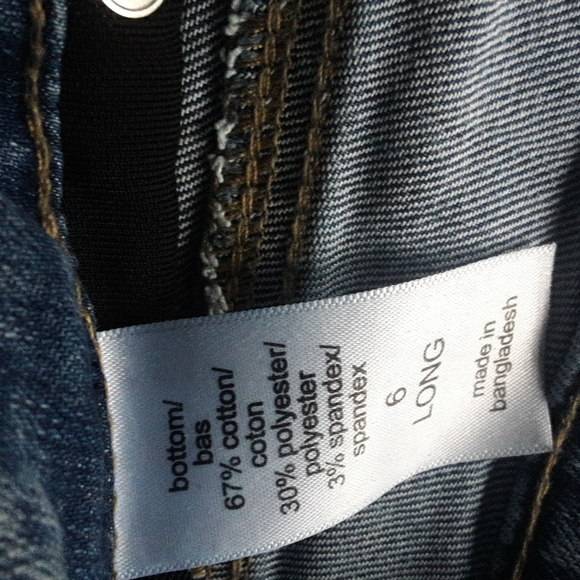 bottom/
bas
67% cotton/
coton
30% polyester/
polyester
3% spandex/
spandex
6
LONG
made in
bangladesh